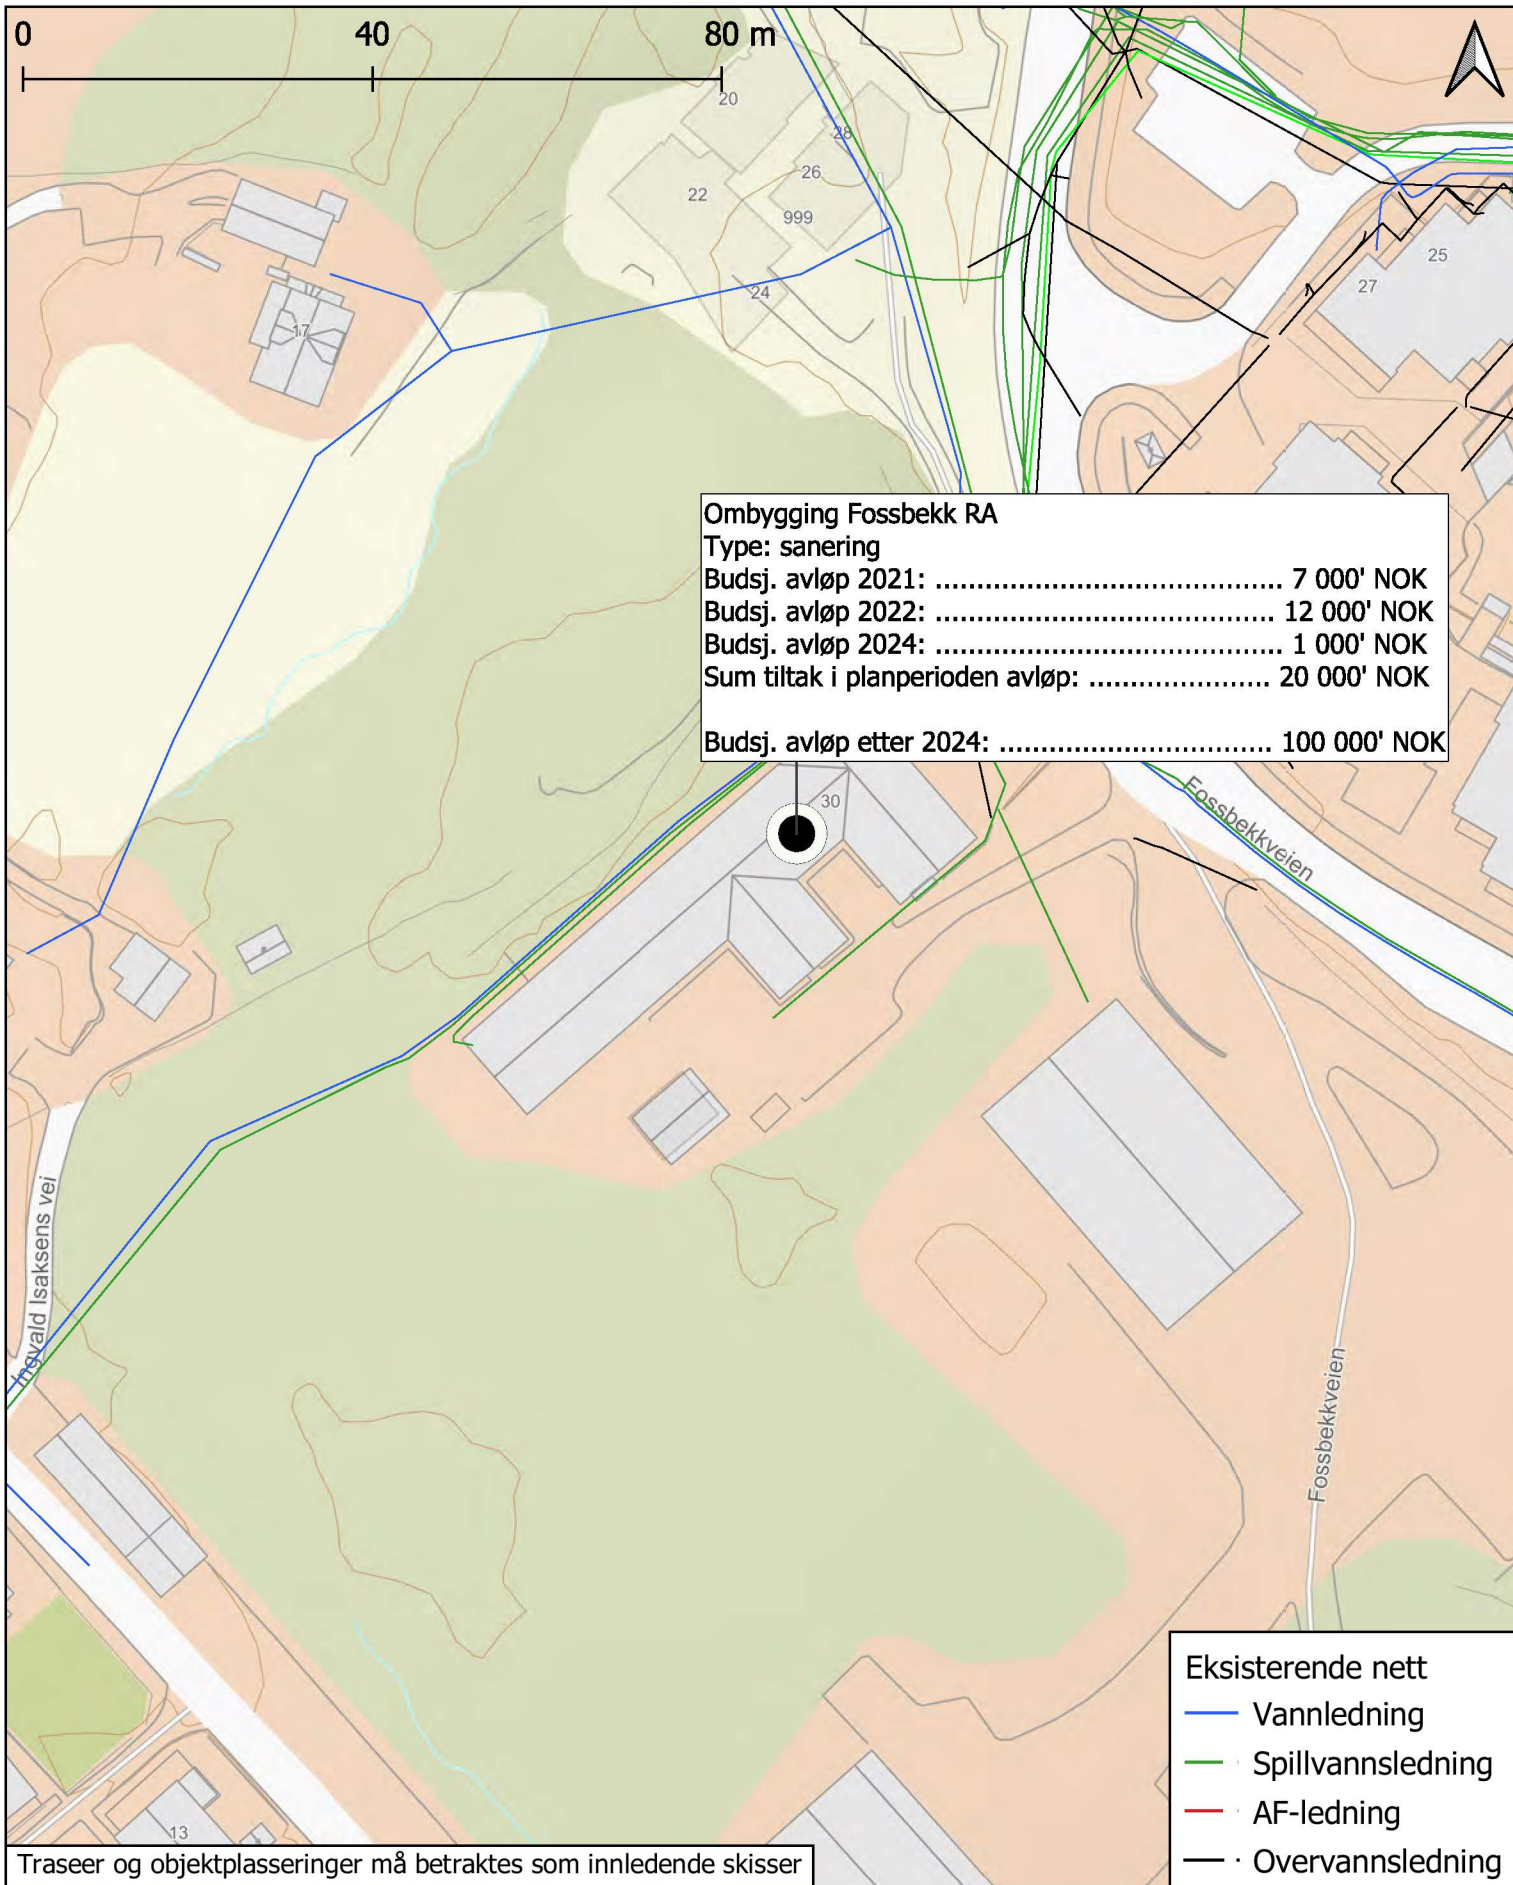 0 40 80 m
20
28
26
22
999
24
17
25
27
Ombygging Fossbekk RA
Type: sanering
Budsj. avløp 2021: ......................................... 7 000' NOK
Budsj. avløp 2022: ........................................ 12 000' NOK
Budsj. avløp 2024: ......................................... 1 000' NOK
Sum tiltak i planperioden avløp: ...................... 20 000' NOK
Budsj. avløp etter 2024: ................................ 100 000' NOK
30
Fossbekkveien
Ingvald Isaksens vei
Fossbekkveien
13
Eksisterende nett
Vannledning
Spillvannsledning
AF-ledning
Overvannsledning
Traseer og objektplasseringer må betraktes som innledende skisser